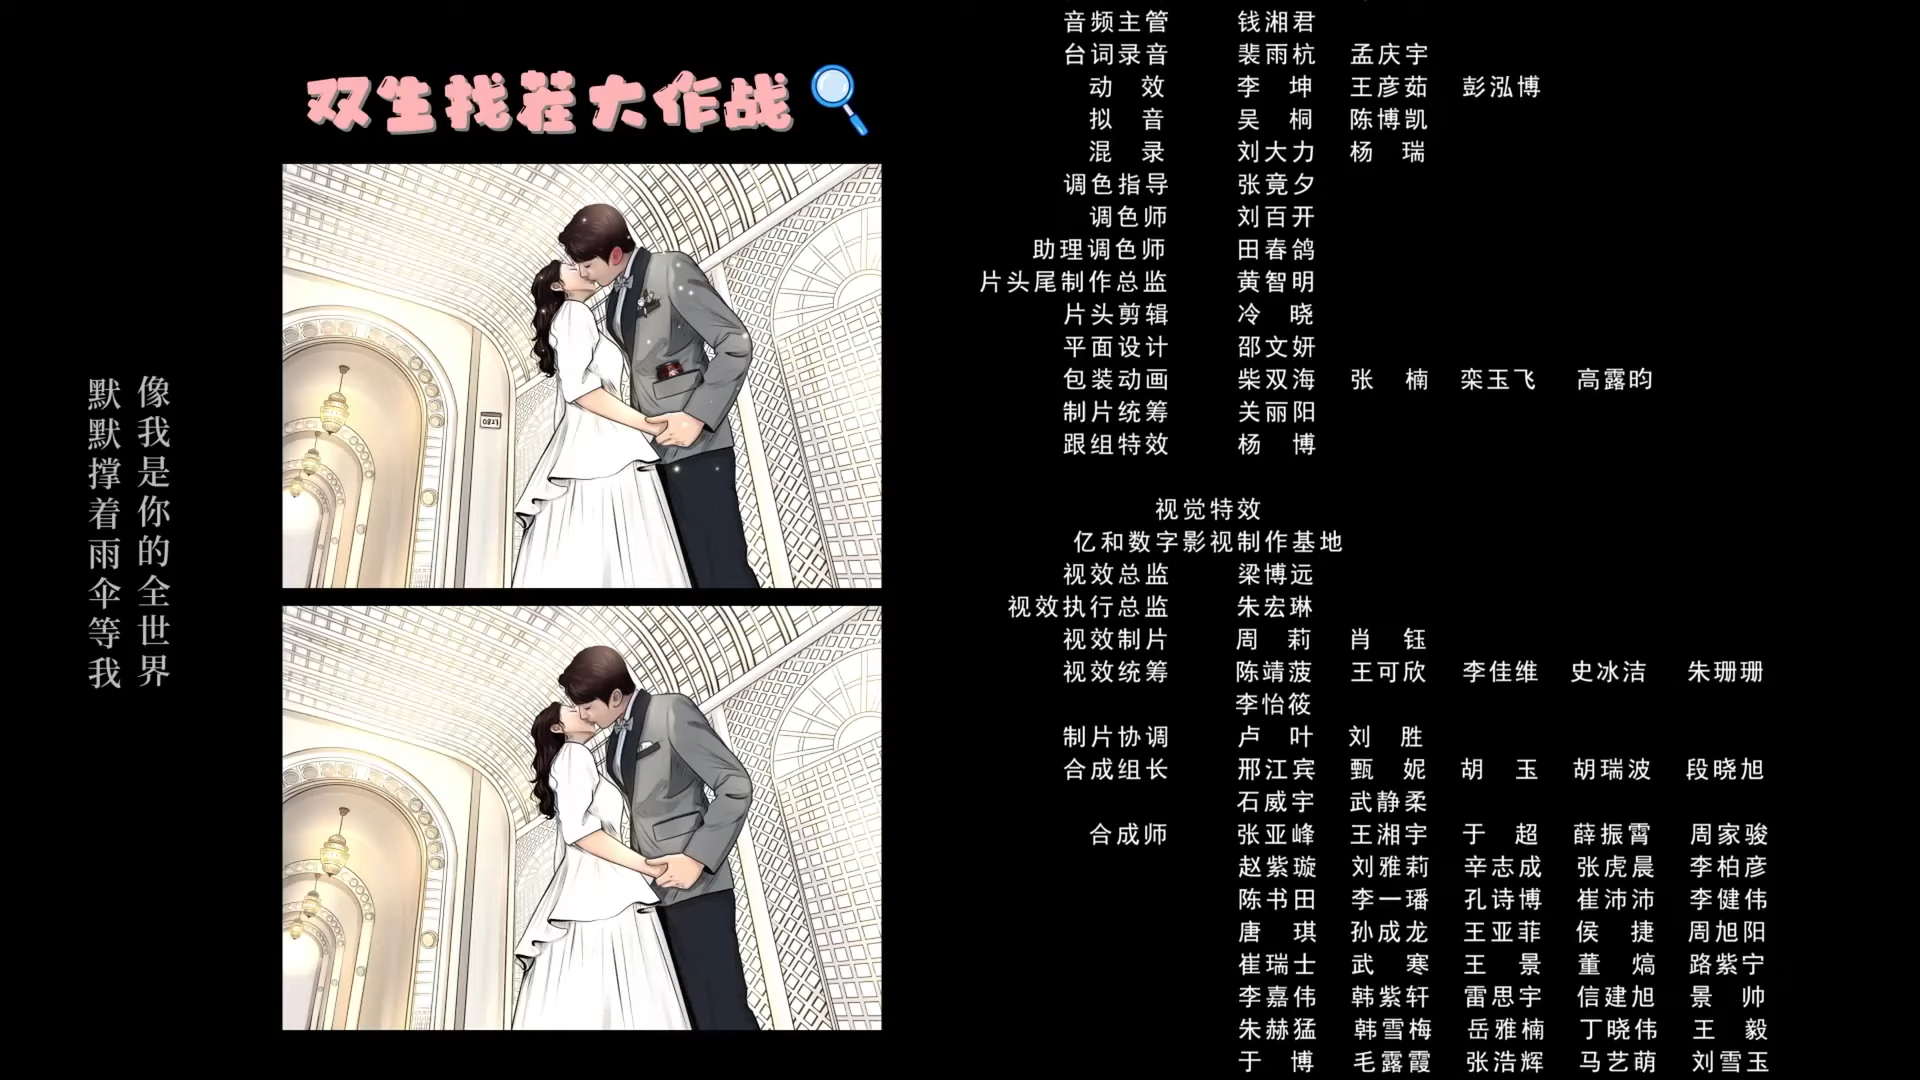 双生找茬大作战
0821
像我是你的全世界
默默撑着雨伞等我
音频主管 钱湘君
台词录音 裴雨杭 孟庆宇
动 效 李 坤 王彦茹 彭泓博
拟 音 吴 桐 陈博凯
混 录 刘大力 杨 瑞
调色指导 张竟夕
调色师 刘百开
助理调色师 田春鸽
片头尾制作总监 黄智明
片头剪辑 冷 晓
平面设计 邵文妍
包装动画 柴双海 张 楠 栾玉飞 高露昀
制片统筹 关丽阳
跟组特效 杨 博
视觉特效
亿和数字影视制作基地
视效总监 梁博远
视效执行总监 朱宏琳
视效制片 周 莉 肖 钰
视效统筹 陈靖菠 王可欣 李佳维 史冰洁 朱珊珊
李怡筱
制片协调 卢 叶 刘 胜
合成组长 邢江宾 甄 妮 胡 玉 胡瑞波 段晓旭
石威宇 武静柔
合成师 张亚峰 王湘宇 于 超 薛振霄 周家骏
赵紫璇 刘雅莉 辛志成 张虎晨 李柏彦
陈书田 李一璠 孔诗博 崔沛沛 李健伟
唐 琪 孙成龙 王亚菲 侯 捷 周旭阳
崔瑞士 武 寒 王 景 董 熇 路紫宁
李嘉伟 韩紫轩 雷思宇 信建旭 景 帅
朱赫猛 韩雪梅 岳雅楠 丁晓伟 王 毅
于 博 毛露霞 张浩辉 马艺萌 刘雪玉